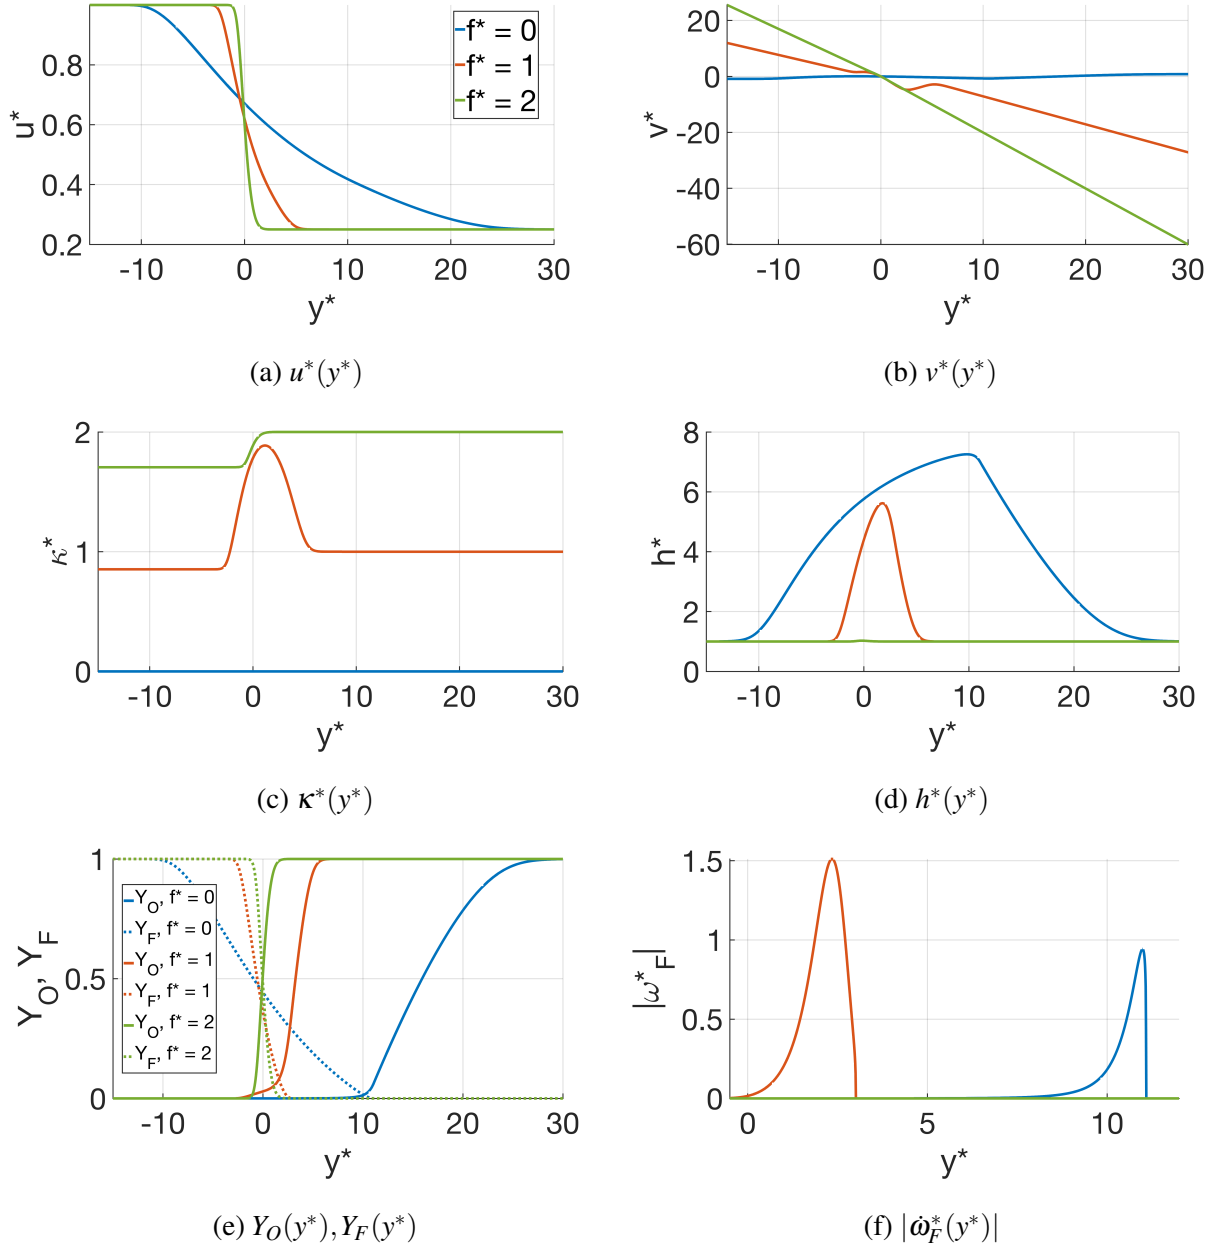 0.8
0.6
0.4
0.2
u*
-10 0 10 20 30
y*
f* = 0
f* = 1
f* = 2
(a) u*(y*)
20
0
-20
-40
-60
v*
-10 0 10 20 30
y*
(b) v*(y*)
2
1
0
κ*
-10 0 10 20 30
y*
(c) κ*(y*)
8
6
4
2
0
h*
-10 0 10 20 30
y*
(d) h*(y*)
1
0.5
0
Y_O, Y_F
-10 0 10 20 30
y*
Y_O, f* = 0
Y_F, f* = 0
Y_O, f* = 1
Y_F, f* = 1
Y_O, f* = 2
Y_F, f* = 2
(e) Y_O(y*), Y_F(y*)
1.5
1
0.5
0
|ω*_F|
0 5 10
y*
(f) |ω̇*_F(y*)|